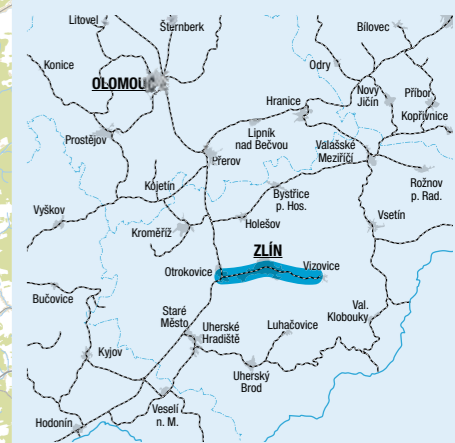 Litovel
Šternberk
Bílovec
Konice
Odry
OLOMOUC
Nový
Jičín
Příbor
Hranice
Kopřivnice
Prostějov
Lipník
nad Bečvou
Valašské
Meziříčí
Přerov
Kojetín
Bystřice
p. Hos.
Rožnov
p. Rad.
Vyškov
Holešov
Vsetín
Kroměříž
ZLÍN
Otrokovice
Vizovice
Bučovice
Staré
Město
Val.
Klobouky
Uherské
Hradiště
Luhačovice
Kyjov
Uherský
Brod
Veselí
n. M.
Hodonín